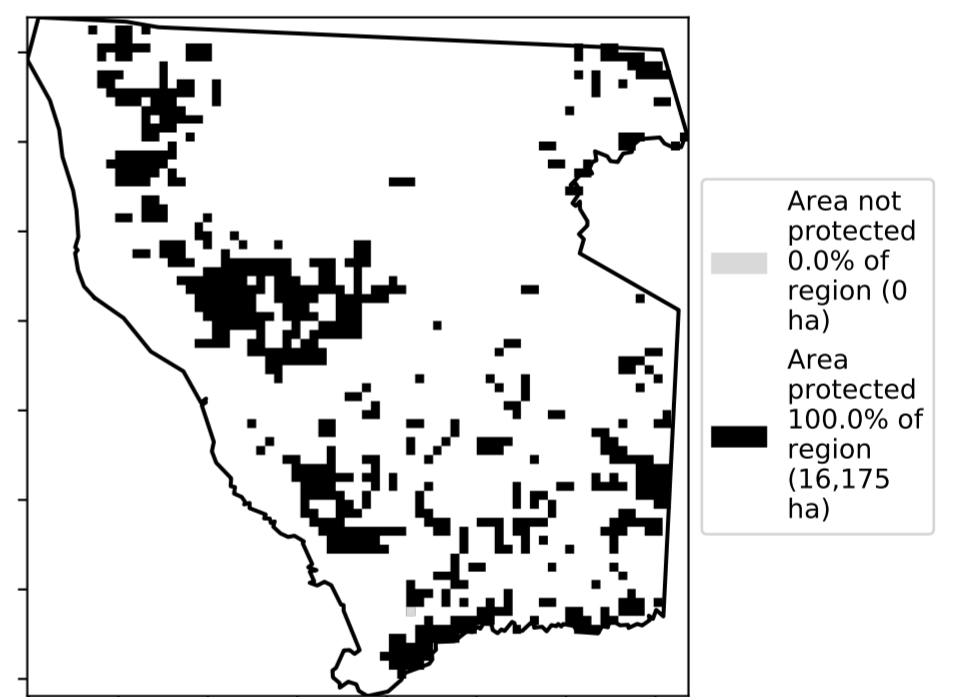 Area not
protected
0.0% of
region (0
ha)
Area
protected
100.0% of
region
(16,175
ha)